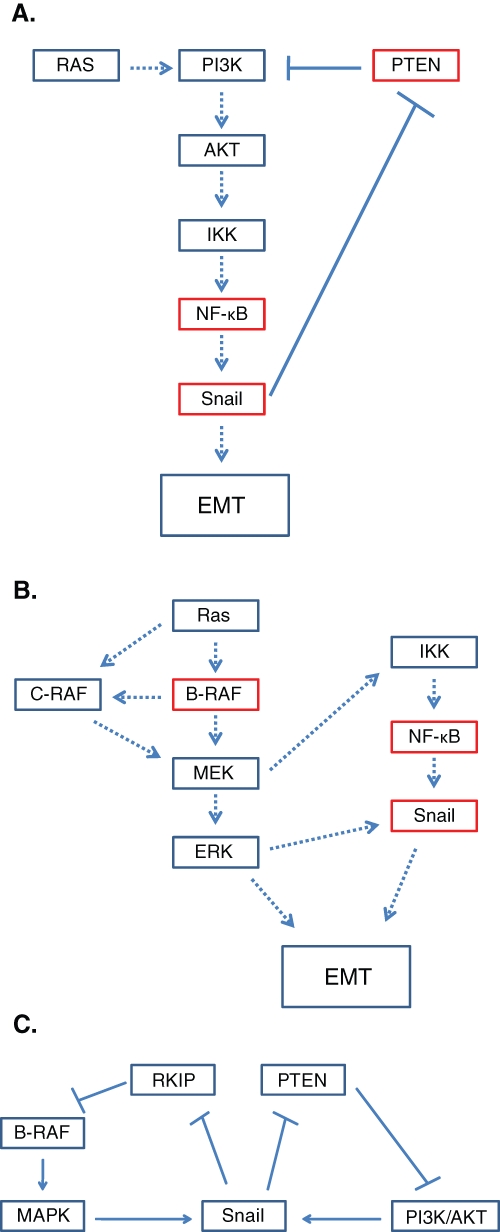 A.
RAS PI3K PTEN
AKT
IKK
NF-κB
Snail
EMT
B.
Ras
IKK
C-RAF B-RAF
NF-κB
MEK
Snail
ERK
EMT
C.
RKIP PTEN
B-RAF
MAPK Snail PI3K/AKT